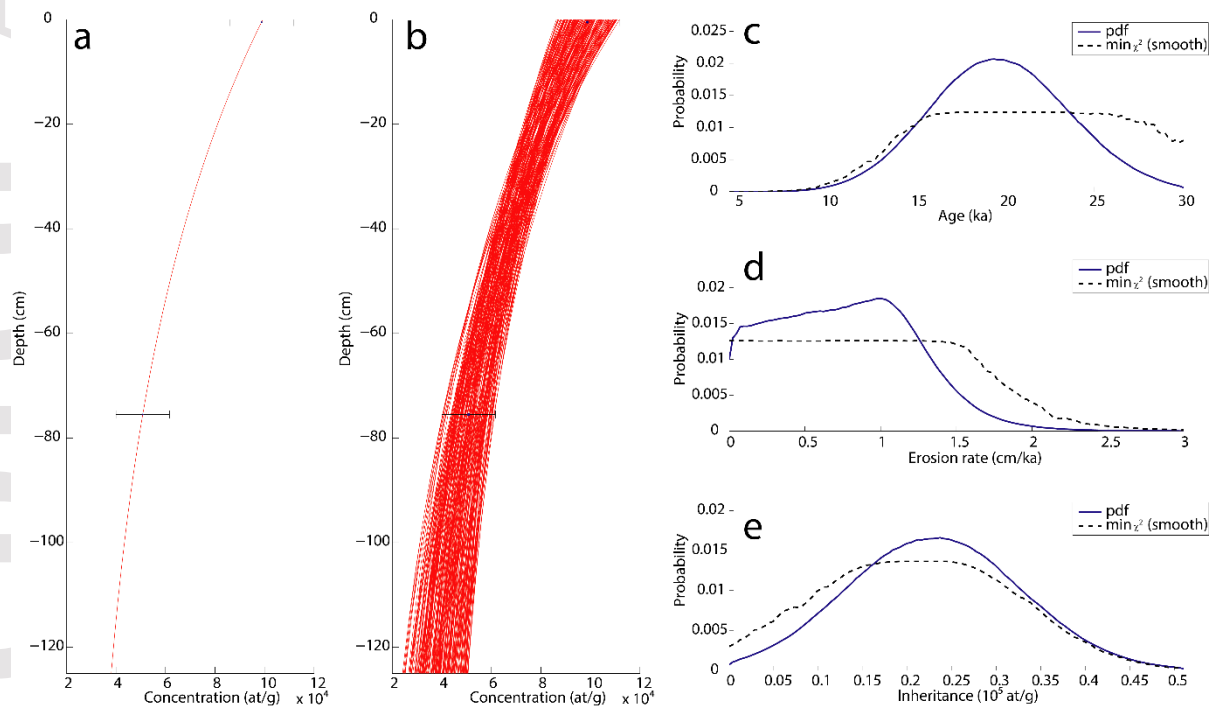 a
0
−20
−40
−60
−80
−100
−120
Depth (cm)
2 4 6 8 10 12
Concentration (at/g) x 10⁴
b
0
−20
−40
−60
−80
−100
−120
Depth (cm)
2 4 6 8 10 12
Concentration (at/g) x 10⁴
c
pdf
min χ² (smooth)
0.025
0.02
0.015
0.01
0.005
0
Probability
5 10 15 20 25 30
Age (ka)
d
pdf
min χ² (smooth)
0.02
0.015
0.01
0.005
0
Probability
0 0.5 1 1.5 2 2.5 3
Erosion rate (cm/ka)
e
pdf
min χ² (smooth)
0.02
0.015
0.01
0.005
0
Probability
0 0.05 0.1 0.15 0.2 0.25 0.3 0.35 0.4 0.45 0.5
Inheritance (10⁵ at/g)